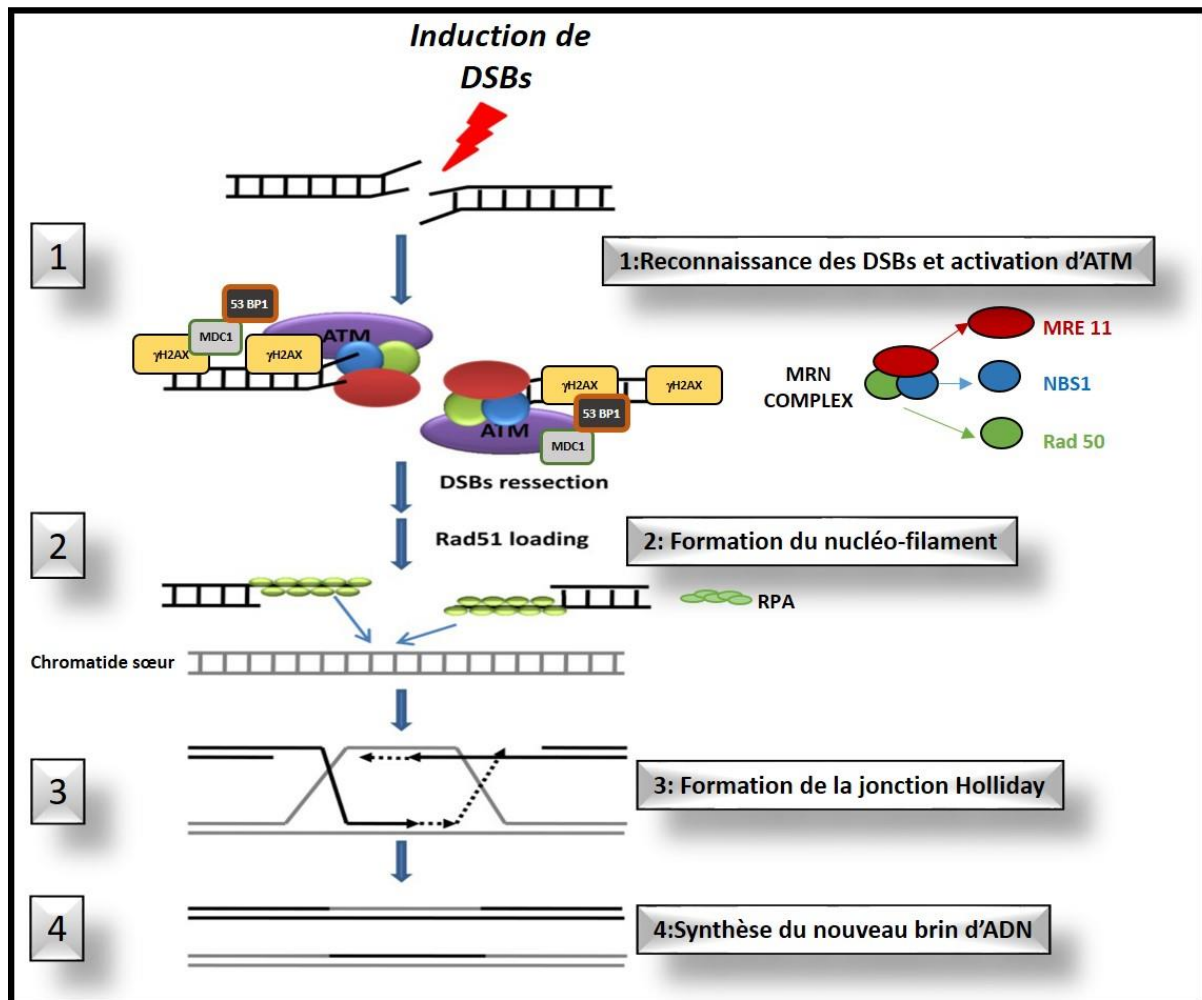 Induction de
DSBs
1
1:Reconnaissance des DSBs et activation d'ATM
53 BP1
MDC1
ATM
γH2AX
γH2AX
MRE 11
MRN
COMPLEX
NBS1
Rad 50
γH2AX
γH2AX
53 BP1
ATM
MDC1
DSBs ressection
2
Rad51 loading
2: Formation du nucléo-filament
RPA
Chromatide sœur
3
3: Formation de la jonction Holliday
4
4:Synthèse du nouveau brin d'ADN